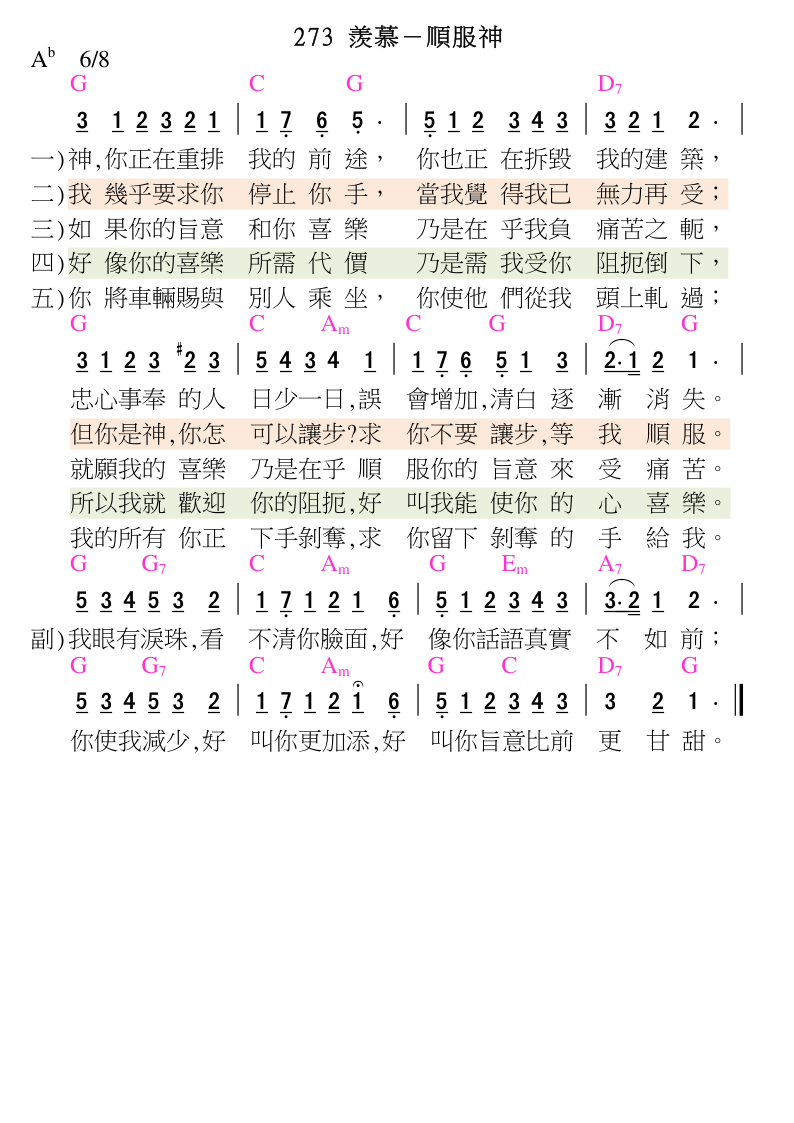 273 羨慕－順服神
A♭ 6/8
G C G D7
3 1 2 3 2 1 | 1 7 6 5 · | 5 1 2 3 4 3 | 3 2 1 2 · |
一)神,你正在重排 我的 前 途， 你也正 在拆毀 我的建 築，
二)我 幾乎要求你 停止 你 手， 當我覺 得我已 無力再 受；
三)如 果你的旨意 和你 喜 樂 乃是在 乎我負 痛苦之 軛，
四)好 像你的喜樂 所需 代 價 乃是需 我受你 阻扼倒 下，
五)你 將車輛賜與 別人 乘 坐， 你使他 們從我 頭上軋 過；
G C Am C G D7 G
3 1 2 3 #2 3 | 5 4 3 4 1 | 1 7 6 5 1 3 | 2· 1 2 1 · |
忠心事奉 的人 日少一日,誤 會增加,清白 逐 漸 消 失。
但你是神,你怎 可以讓步?求 你不要 讓步,等 我 順 服。
就願我的 喜樂 乃是在乎 順 服你的 旨意 來 受 痛 苦。
所以我就 歡迎 你的阻扼,好 叫我能 使你 的 心 喜 樂。
我的所有 你正 下手剝奪,求 你留下 剝奪 的 手 給 我。
G G7 C Am G Em A7 D7
5 3 4 5 3 2 | 1 7 1 2 1 6 | 5 1 2 3 4 3 | 3· 2 1 2 · |
副)我眼有淚珠,看 不清你臉面,好 像你話語真實 不 如 前；
G G7 C Am G C D7 G
5 3 4 5 3 2 | 1 7 1 2 1 6 | 5 1 2 3 4 3 | 3 2 1 · ‖
你使我減少,好 叫你更加添,好 叫你旨意比前 更 甘 甜。